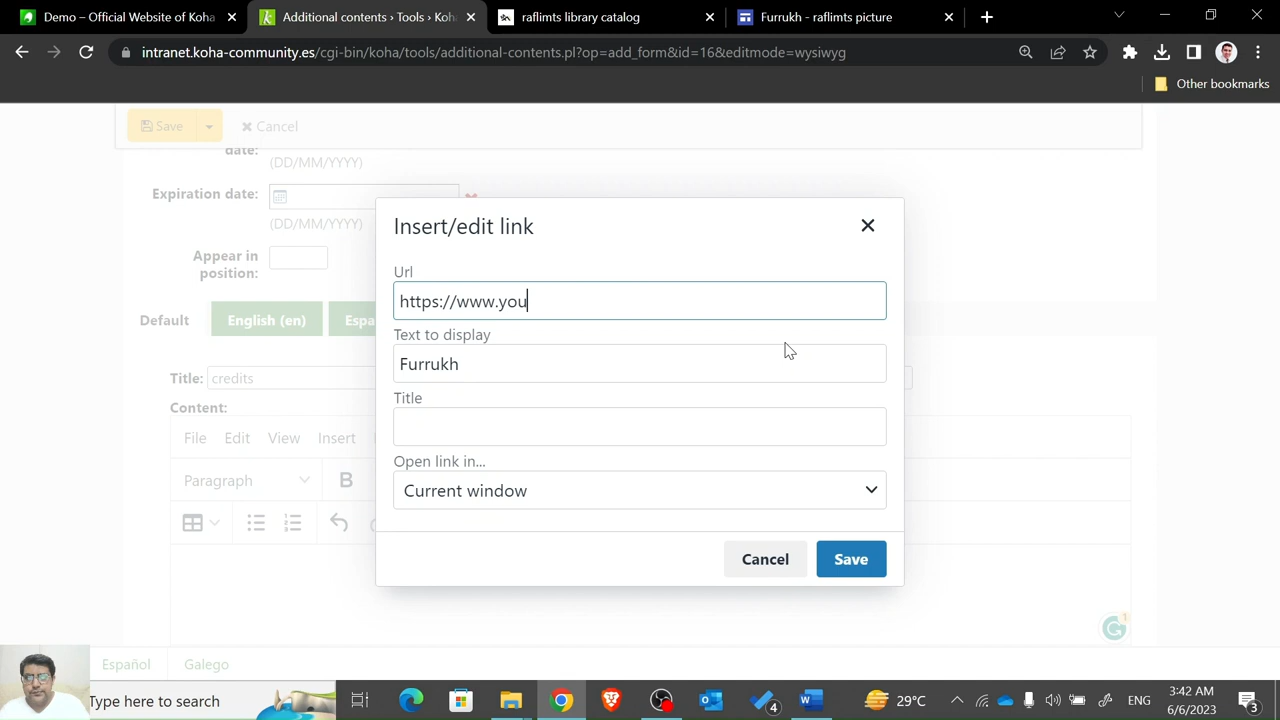 Demo – Official Website of Koha
Additional contents › Tools › Koha
raflimts library catalog
Furrukh - raflimts picture
intranet.koha-community.es/cgi-bin/koha/tools/additional-contents.pl?op=add_form&id=16&editmode=wysiwyg
Other bookmarks
Save
Cancel
date:
(DD/MM/YYYY)
Expiration date:
(DD/MM/YYYY)
Appear in
position:
Insert/edit link
Url
https://www.you
Text to display
Furrukh
Title
Open link in...
Current window
Cancel
Save
Default
English (en)
Espa
Title:
credits
Content:
File
Edit
View
Insert
Paragraph
B
1
Español
Galego
Type here to search
4
29°C
ENG
3:42 AM
6/6/2023
3